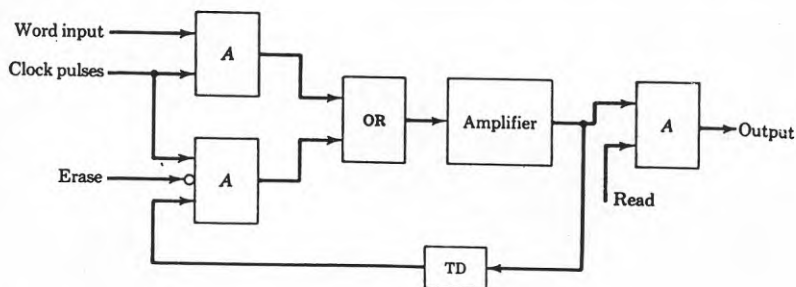 Word input
A
Clock pulses
OR
Amplifier
A
Output
Erase
A
Read
TD